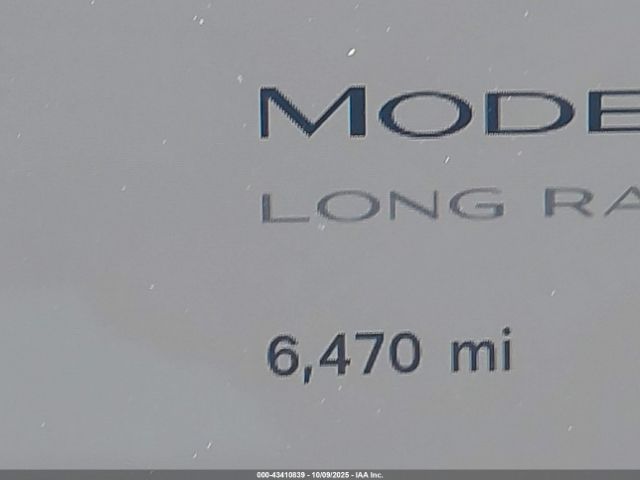 MODE
LONG RA
6,470 mi
000-43410839 - 10/09/2025 - IAA Inc.